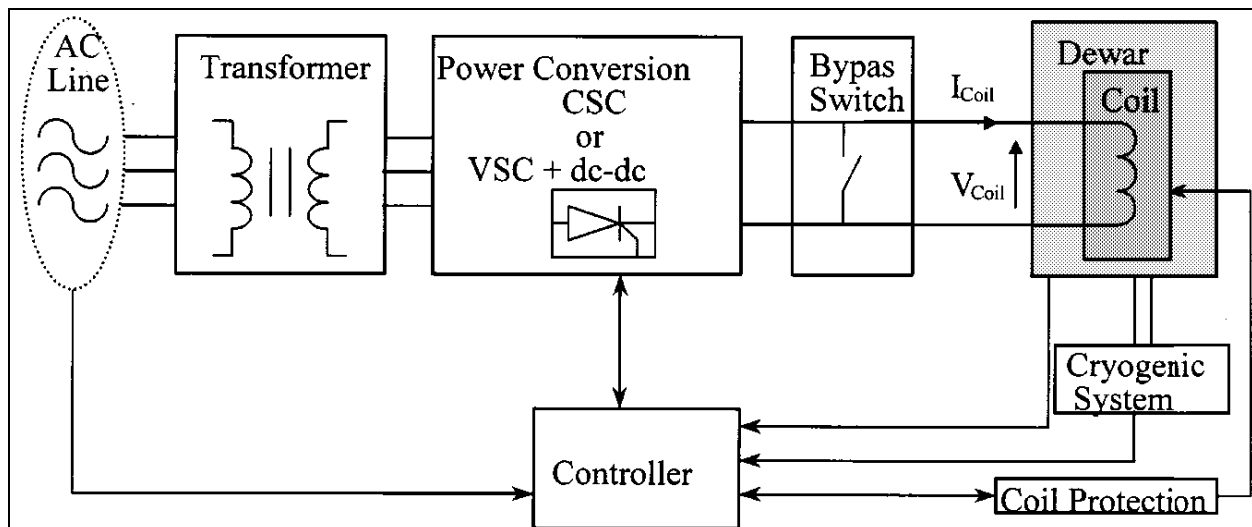 AC
Line
Transformer
Power Conversion
CSC
or
VSC + dc-dc
Bypas
Switch
I_Coil
V_Coil
Dewar
Coil
Cryogenic
System
Controller
Coil Protection